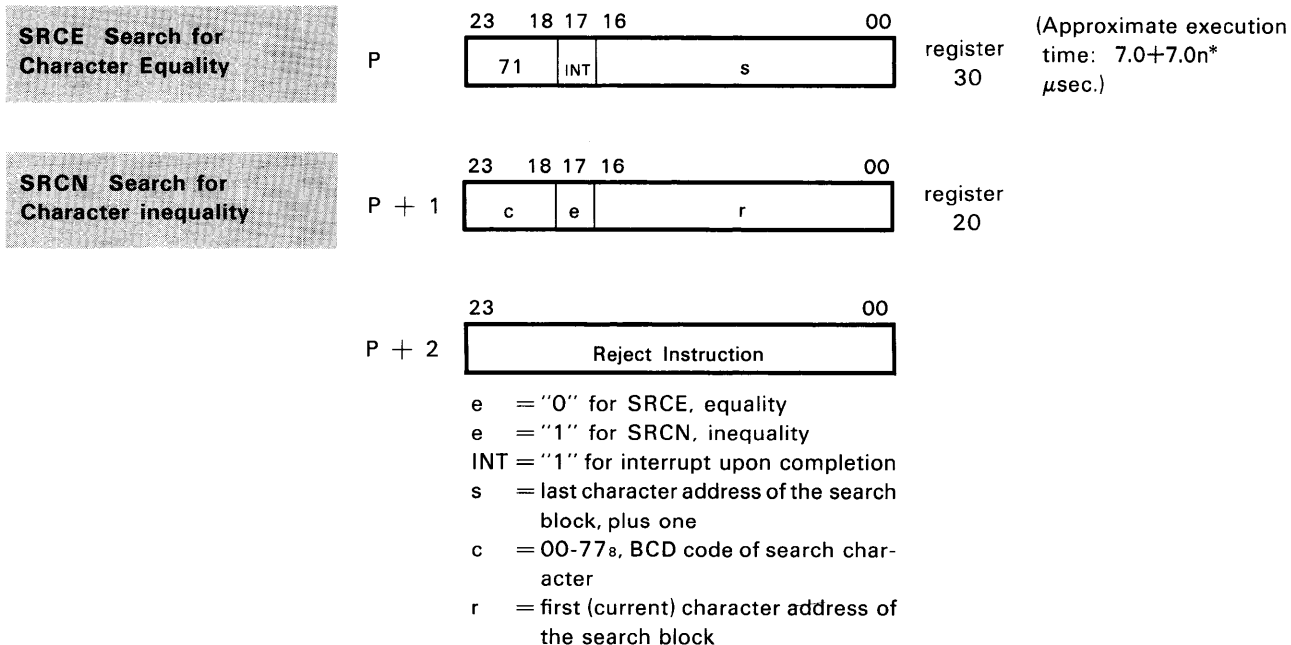 SRCE Search for
Character Equality
P
23 18 17 16 00
71 INT s
register
30
(Approximate execution
time: 7.0+7.0n*
μsec.)
SRCN Search for
Character inequality
P + 1
23 18 17 16 00
c e r
register
20
23 00
P + 2
Reject Instruction
e = "0" for SRCE, equality
e = "1" for SRCN, inequality
INT = "1" for interrupt upon completion
s = last character address of the search
block, plus one
c = 00-77₈, BCD code of search char-
acter
r = first (current) character address of
the search block